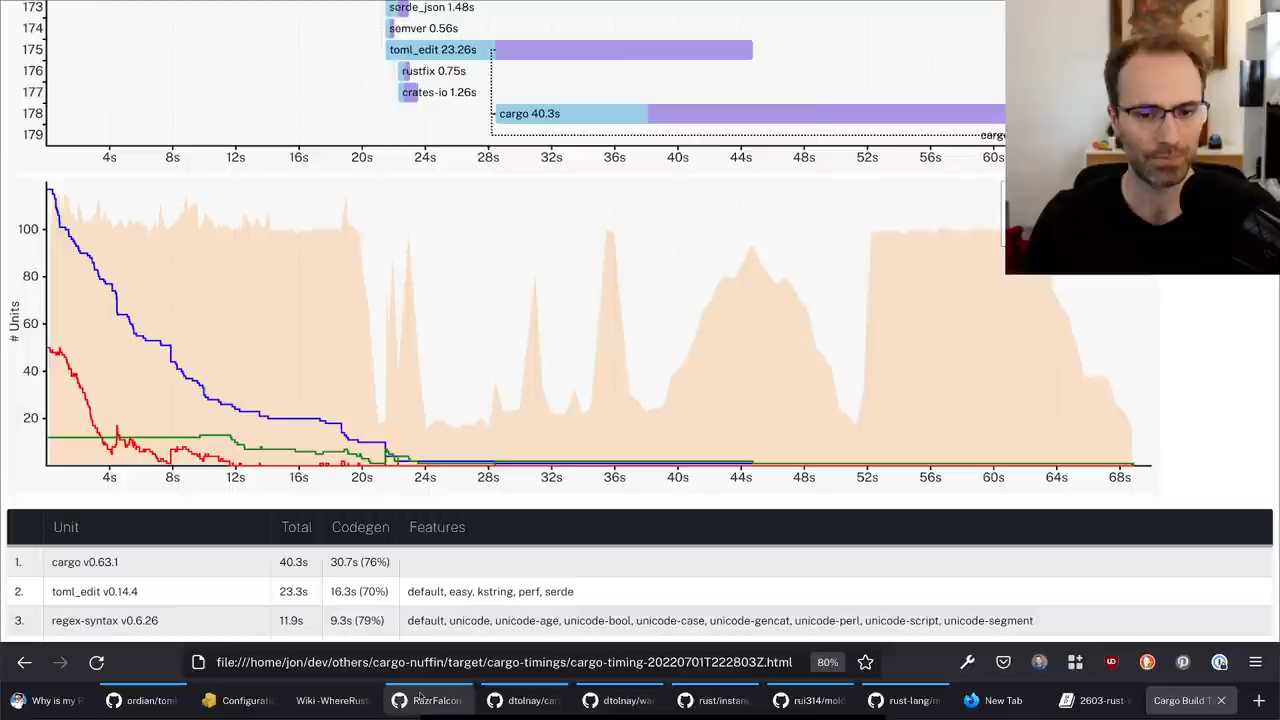 173
serde_json 1.48s
174
semver 0.56s
175
toml_edit 23.26s
176
rustfix 0.75s
177
crates-io 1.26s
178
cargo 40.3s
179
4s 8s 12s 16s 20s 24s 28s 32s 36s 40s 44s 48s 52s 56s 60s
# Units
100
80
60
40
20
4s 8s 12s 16s 20s 24s 28s 32s 36s 40s 44s 48s 52s 56s 60s 64s 68s
Unit Total Codegen Features
1. cargo v0.63.1 40.3s 30.7s (76%)
2. toml_edit v0.14.4 23.3s 16.3s (70%) default, easy, kstring, perf, serde
3. regex-syntax v0.6.26 11.9s 9.3s (79%) default, unicode, unicode-age, unicode-bool, unicode-case, unicode-gencat, unicode-perl, unicode-script, unicode-segment
file:///home/jon/dev/others/cargo-nuffin/target/cargo-timings/cargo-timing-20220701T222803Z.html 80%
Why is my R ordian/toml Configurat Wiki - WhereRust RazrFalcon dtolnay/car dtolnay/wa rust/instan rui314/mold rust-lang/m New Tab 2603-rust- Cargo Build T